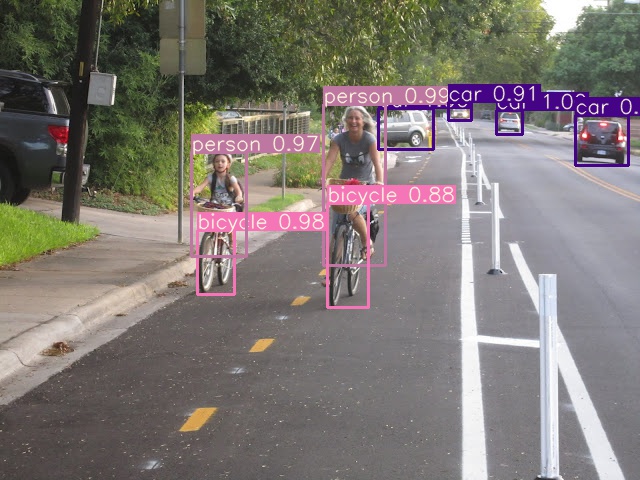 person 0.99
car 0.91
car 1.0
car 0.
person 0.97
bicycle 0.88
bicycle 0.98